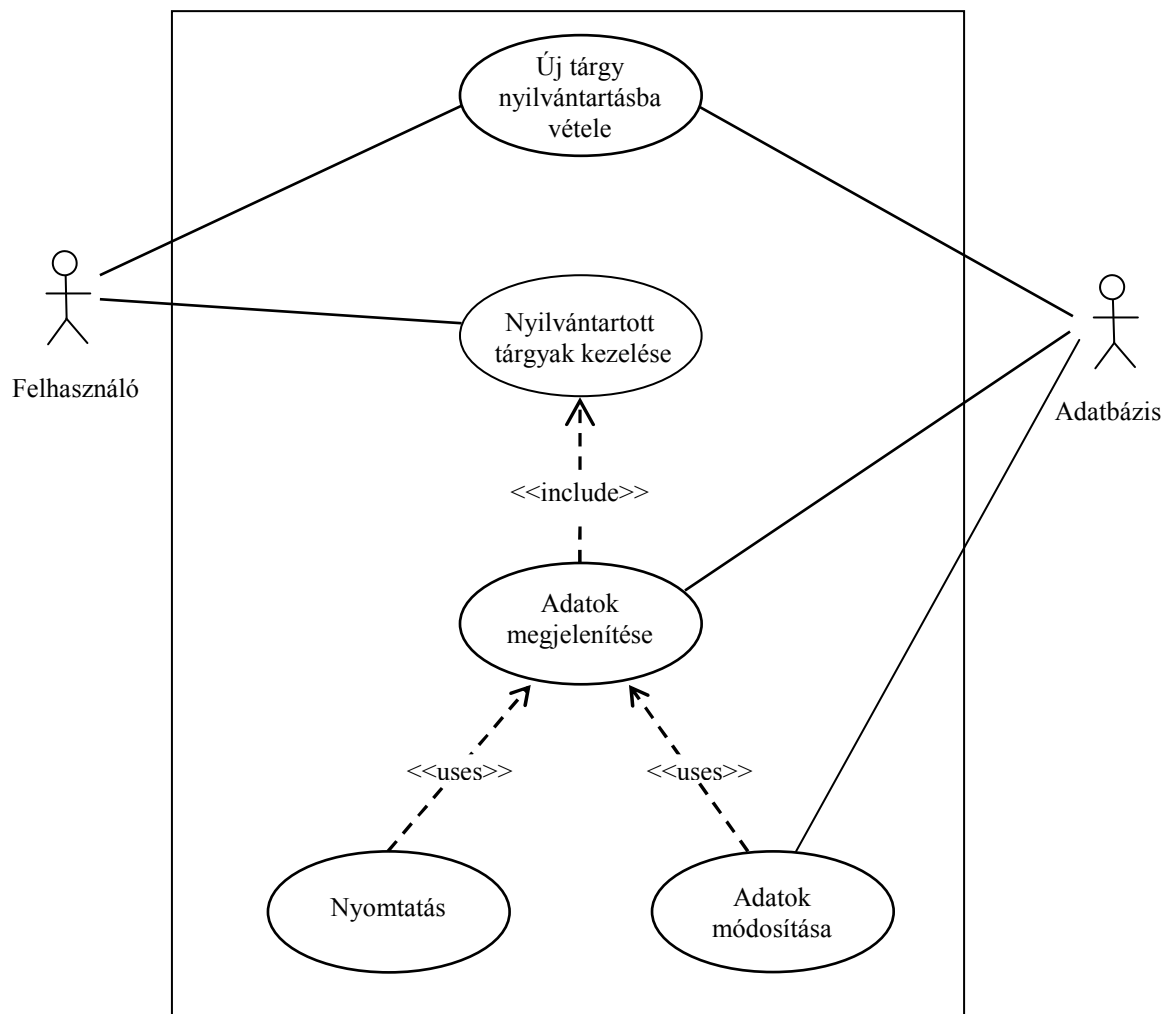 Új tárgy
nyilvántartásba
vétele
Nyilvántartott
tárgyak kezelése
Felhasználó
Adatbázis
<<include>>
Adatok
megjelenítése
<<uses>>
<<uses>>
Nyomtatás
Adatok
módosítása